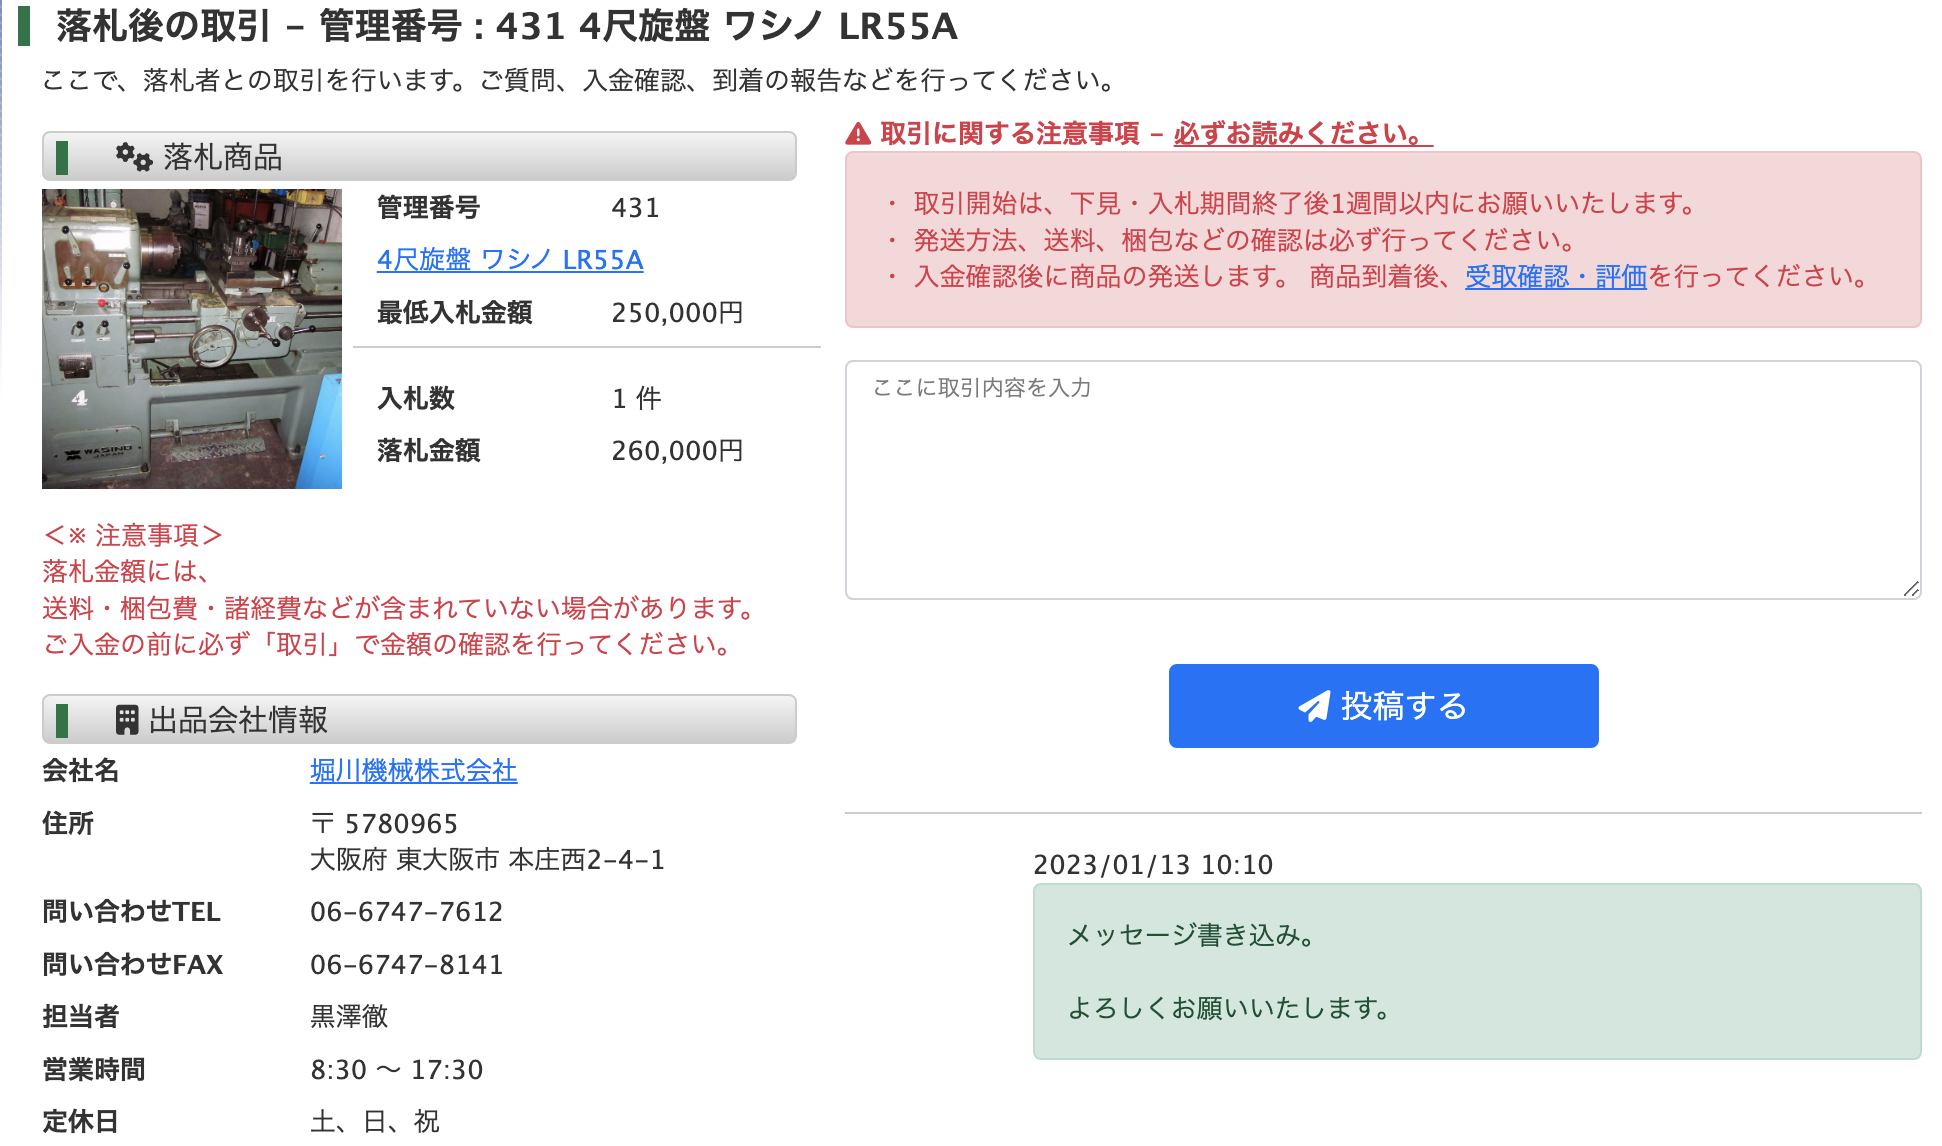 落札後の取引 – 管理番号 : 431 4尺旋盤 ワシノ LR55A
ここで、落札者との取引を行います。ご質問、入金確認、到着の報告などを行ってください。
落札商品
管理番号 431
4尺旋盤 ワシノ LR55A
最低入札金額 250,000円
入札数 1 件
落札金額 260,000円
4
WASINO
JAPAN
＜※ 注意事項＞
落札金額には、
送料・梱包費・諸経費などが含まれていない場合があります。
ご入金の前に必ず「取引」で金額の確認を行ってください。
出品会社情報
会社名 堀川機械株式会社
住所 〒 5780965
大阪府 東大阪市 本庄西2-4-1
問い合わせTEL 06-6747-7612
問い合わせFAX 06-6747-8141
担当者 黒澤徹
営業時間 8:30 〜 17:30
定休日 土、日、祝
取引に関する注意事項 – 必ずお読みください。
・ 取引開始は、下見・入札期間終了後1週間以内にお願いいたします。
・ 発送方法、送料、梱包などの確認は必ず行ってください。
・ 入金確認後に商品の発送します。 商品到着後、受取確認・評価を行ってください。
ここに取引内容を入力
投稿する
2023/01/13 10:10
メッセージ書き込み。
よろしくお願いいたします。